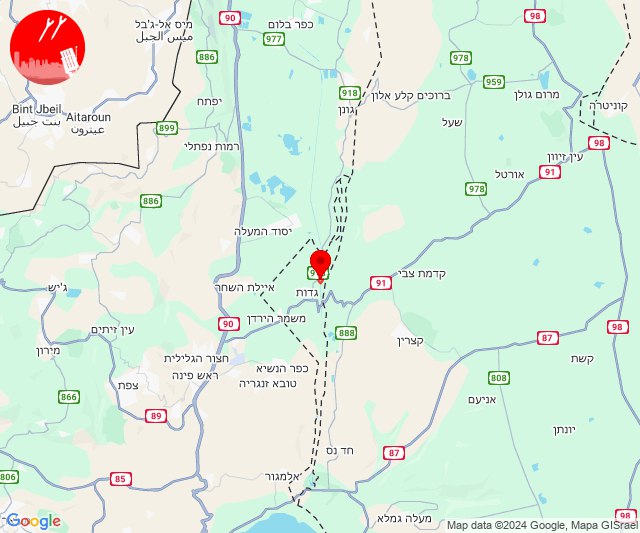 מיס אל-ג'בל
ميس الجبل
90
כפר בלום
977
98
886
978
959
918
גונן
ברוכים קלע אלון
מרום גולן
קוניטרה
Bint Jbeil
بنت جبيل
Aitaroun
عيترون
יפתח
899
רמות נפתלי
שעל
98
עין זיוון
91
אורטל
978
886
יסוד המעלה
קדמת צבי
91
ג'יש
איילת השחר
גדות
משמר הירדן
90
עין זיתים
888
קצרין
87
98
מירון
חצור הגלילית
ראש פינה
כפר הנשיא
טובא זנגריה
קשת
צפת
866
808
אניעם
89
יונתן
חד נס
87
806
85
אלמגור
98
מעלה גמלא
Google
Map data ©2024 Google, Mapa GISrael